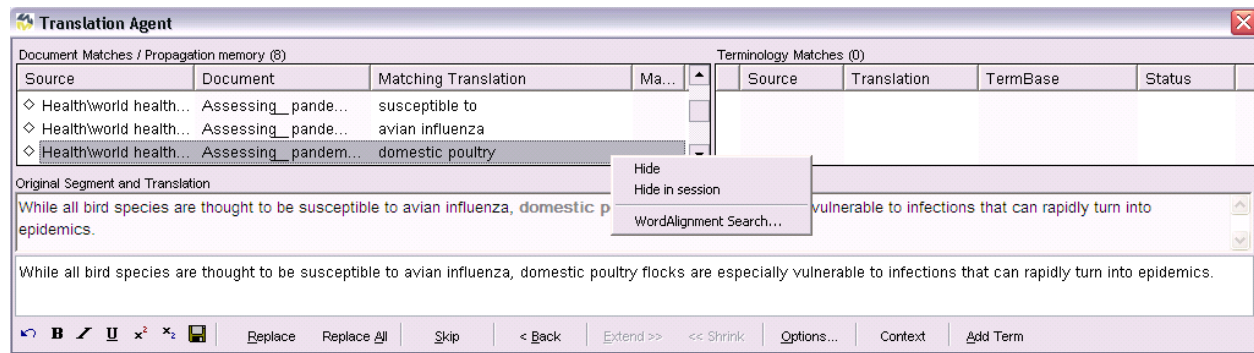 Translation Agent
Document Matches / Propagation memory (8)
Terminology Matches (0)
Source Document Matching Translation Ma...
Source Translation TermBase Status
Health\world health... Assessing__pande... susceptible to
Health\world health... Assessing__pande... avian influenza
Health\world health... Assessing__pandem... domestic poultry
Hide
Hide in session
WordAlignment Search...
Original Segment and Translation
While all bird species are thought to be susceptible to avian influenza, domestic p vulnerable to infections that can rapidly turn into
epidemics.
While all bird species are thought to be susceptible to avian influenza, domestic poultry flocks are especially vulnerable to infections that can rapidly turn into epidemics.
B I U x² x₂ Replace Replace All Skip < Back Extend >> << Shrink Options... Context Add Term